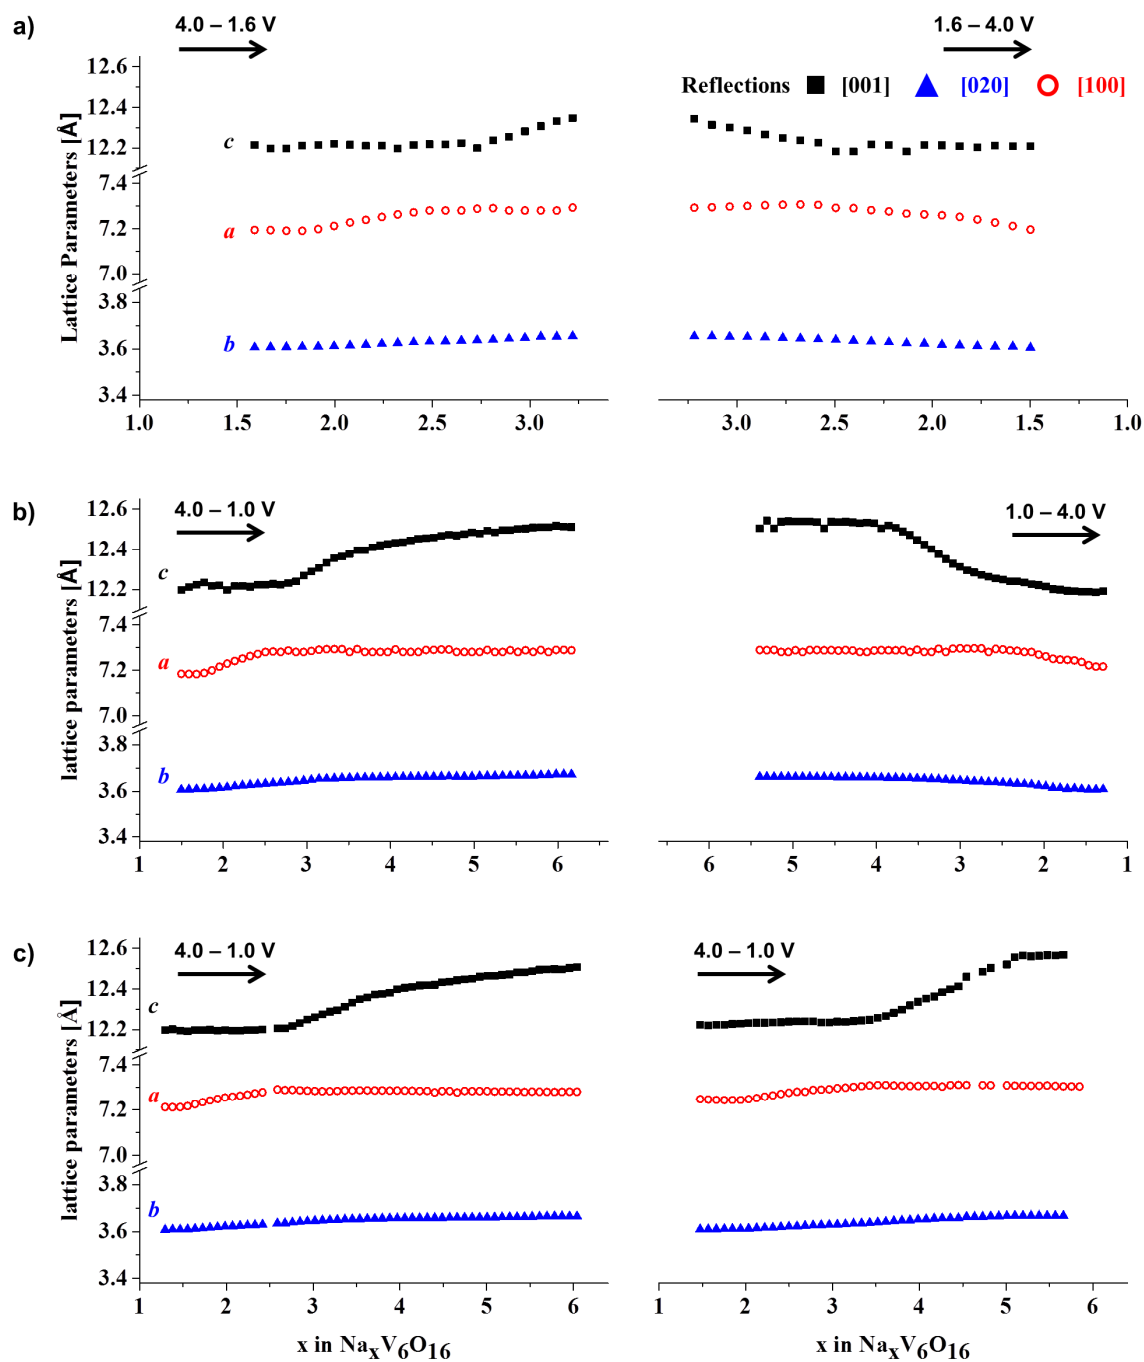 a)
4.0 – 1.6 V
1.6 – 4.0 V
Reflections [001] [020] [100]
Lattice Parameters [Å]
12.6
12.4
12.2
7.4
7.2
7.0
3.8
3.6
3.4
c
a
b
1.0 1.5 2.0 2.5 3.0
3.0 2.5 2.0 1.5 1.0
b)
4.0 – 1.0 V
1.0 – 4.0 V
lattice parameters [Å]
12.6
12.4
12.2
7.4
7.2
7.0
3.8
3.6
3.4
c
a
b
1 2 3 4 5 6
6 5 4 3 2 1
c)
4.0 – 1.0 V
4.0 – 1.0 V
lattice parameters [Å]
12.6
12.4
12.2
7.4
7.2
7.0
3.8
3.6
3.4
c
a
b
1 2 3 4 5 6
1 2 3 4 5 6
x in NaxV6O16
x in NaxV6O16